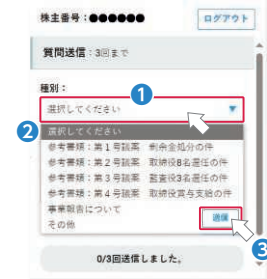 株主番号：●●●●●●
ログアウト
質問送信：3回まで
種別：
選択してください
1
2
選択してください
参考書類：第1号議案 剰余金処分の件
参考書類：第2号議案 取締役8名選任の件
参考書類：第3号議案 監査役3名選任の件
参考書類：第4号議案 取締役賞与支給の件
事業報告について
その他
送信
3
0/3回送信しました。